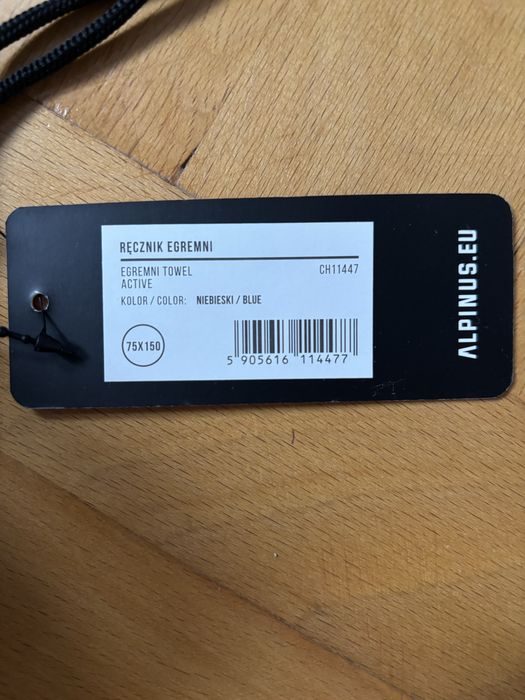 RĘCZNIK EGREMNI
EGREMNI TOWEL CH11447
ACTIVE
KOLOR / COLOR: NIEBIESKI / BLUE
75X150
5 905616 114477
ALPINUS.EU